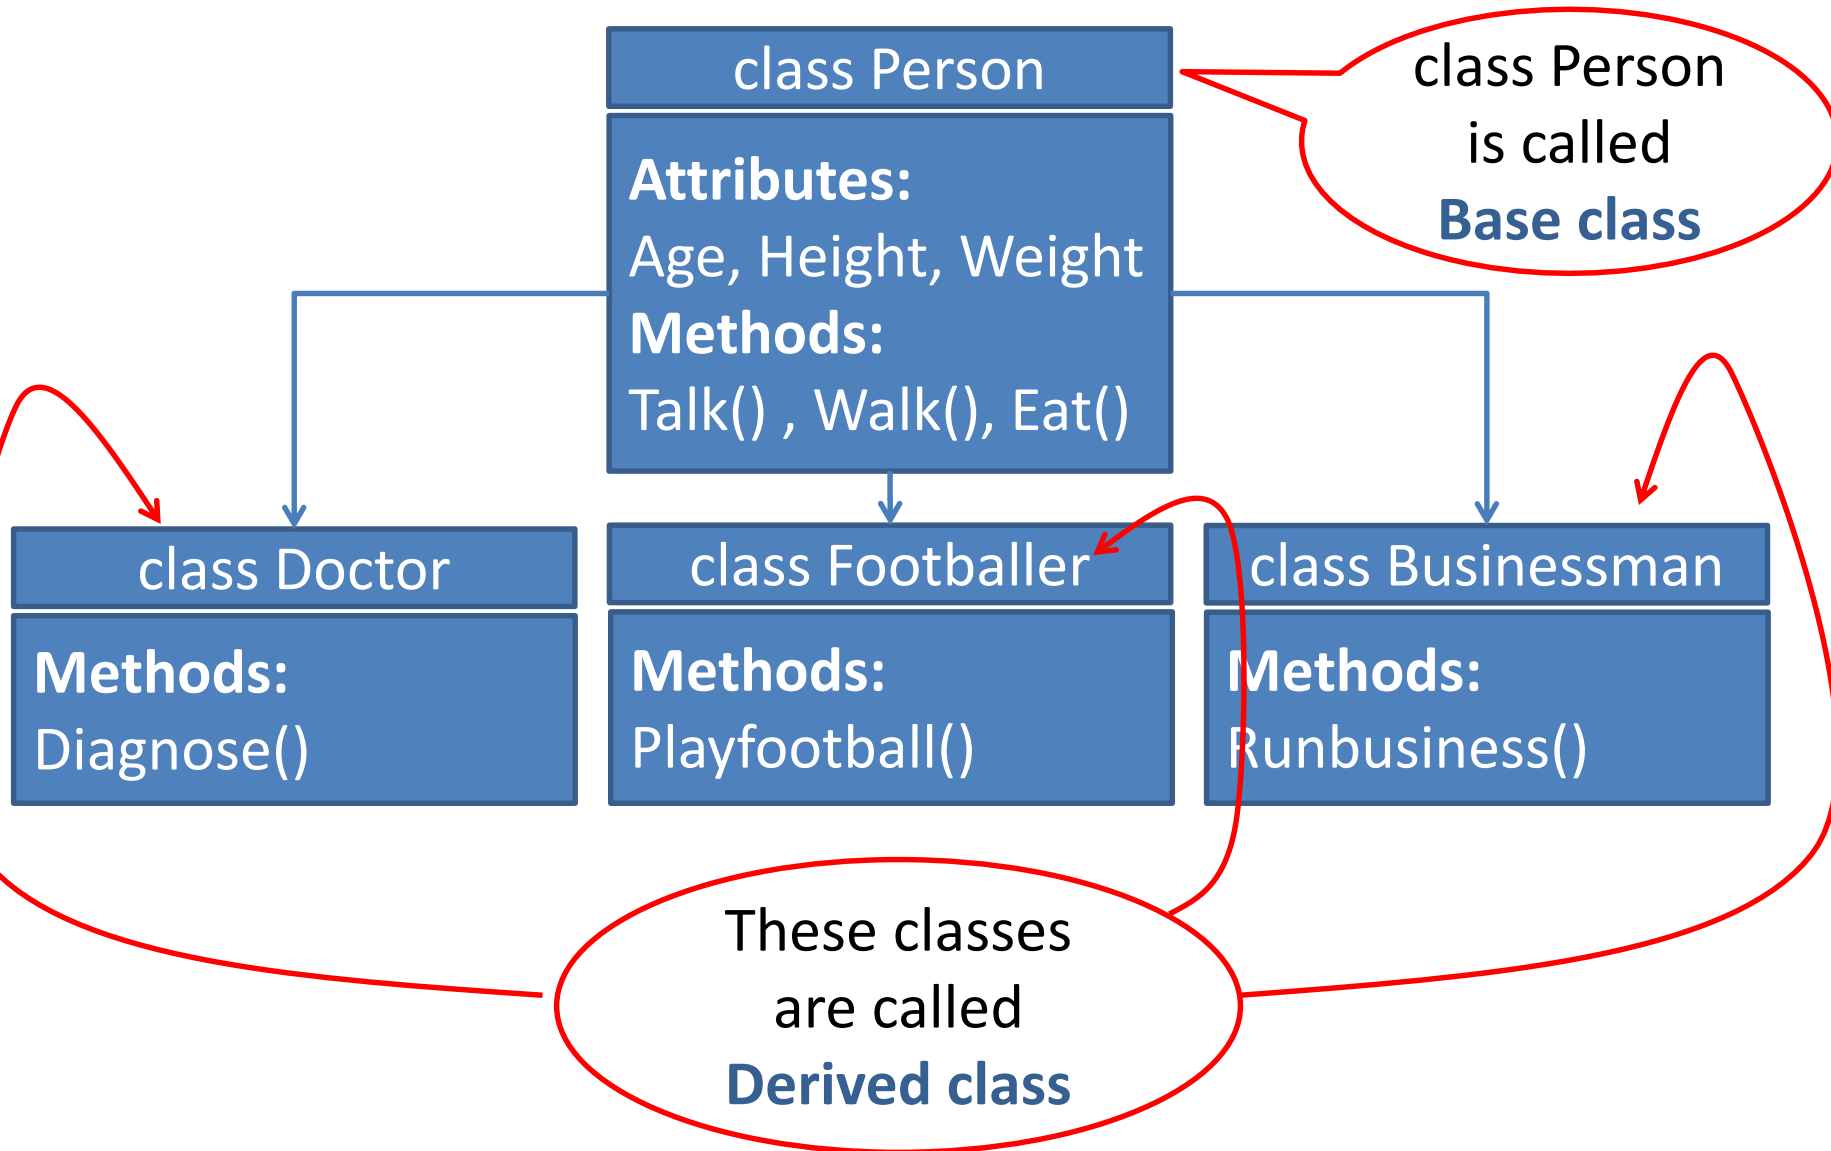 class Person
Attributes:
Age, Height, Weight
Methods:
Talk() , Walk(), Eat()
class Person
is called
Base class
class Doctor
Methods:
Diagnose()
class Footballer
Methods:
Playfootball()
class Businessman
Methods:
Runbusiness()
These classes
are called
Derived class